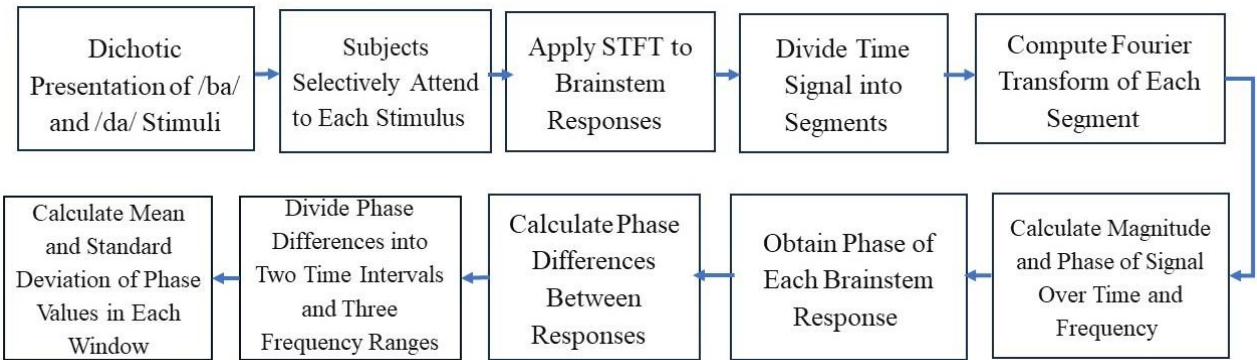 Dichotic
Presentation of /ba/
and /da/ Stimuli
Subjects
Selectively Attend
to Each Stimulus
Apply STFT to
Brainstem
Responses
Divide Time
Signal into
Segments
Compute Fourier
Transform of Each
Segment
Calculate Magnitude
and Phase of Signal
Over Time and
Frequency
Obtain Phase of
Each Brainstem
Response
Calculate Phase
Differences
Between
Responses
Divide Phase
Differences into
Two Time Intervals
and Three
Frequency Ranges
Calculate Mean
and Standard
Deviation of Phase
Values in Each
Window